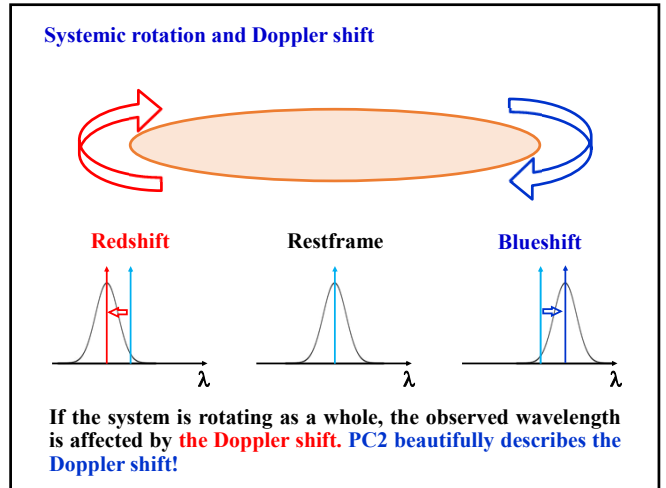 Systemic rotation and Doppler shift
Redshift
Restframe
Blueshift
λ
λ
λ
If the system is rotating as a whole, the observed wavelength
is affected by the Doppler shift. PC2 beautifully describes the
Doppler shift!